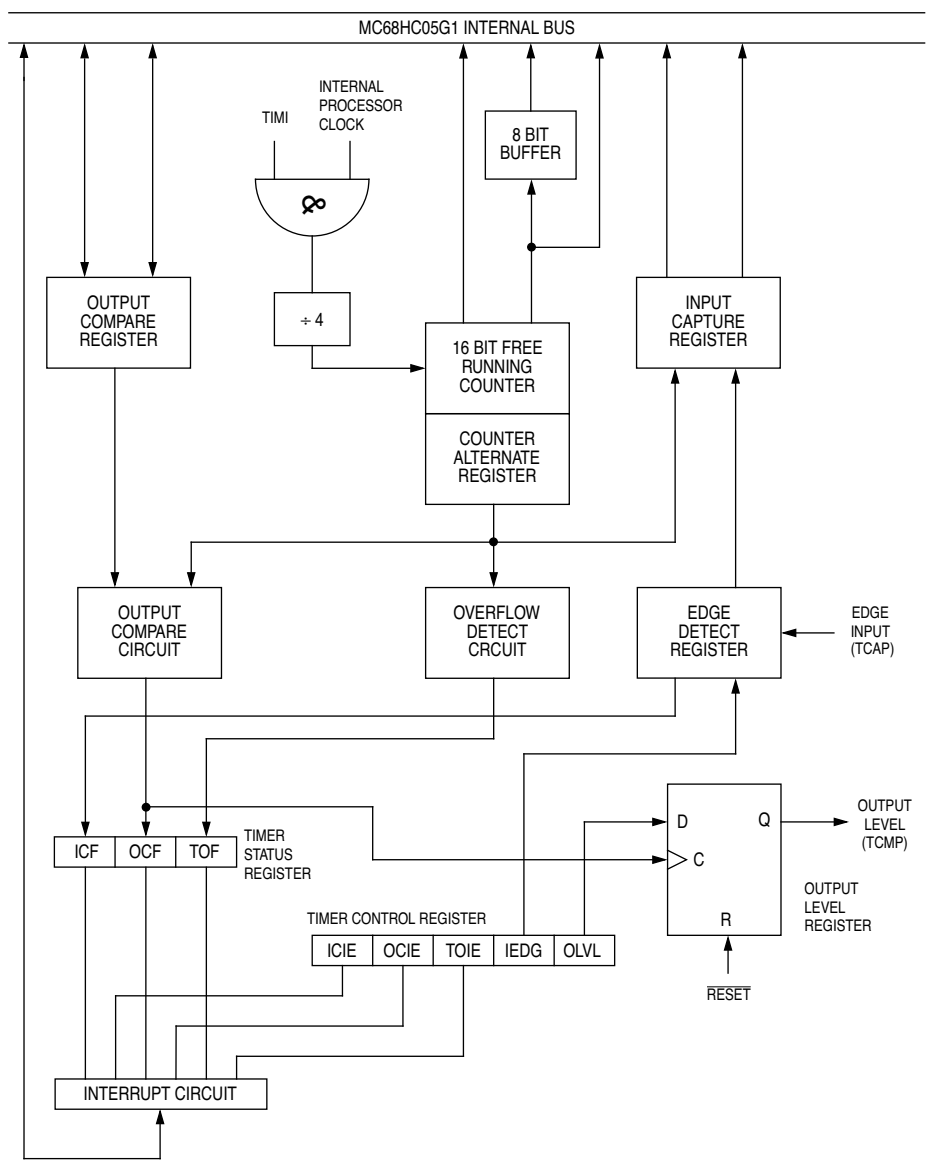 MC68HC05G1 INTERNAL BUS
TIMI
INTERNAL
PROCESSOR
CLOCK
&
8 BIT
BUFFER
OUTPUT
COMPARE
REGISTER
÷ 4
16 BIT FREE
RUNNING
COUNTER
INPUT
CAPTURE
REGISTER
COUNTER
ALTERNATE
REGISTER
OUTPUT
COMPARE
CIRCUIT
OVERFLOW
DETECT
CRCUIT
EDGE
DETECT
REGISTER
EDGE
INPUT
(TCAP)
ICF OCF TOF
TIMER
STATUS
REGISTER
D Q
C
R
OUTPUT
LEVEL
(TCMP)
OUTPUT
LEVEL
REGISTER
TIMER CONTROL REGISTER
ICIE OCIE TOIE IEDG OLVL
RESET
INTERRUPT CIRCUIT